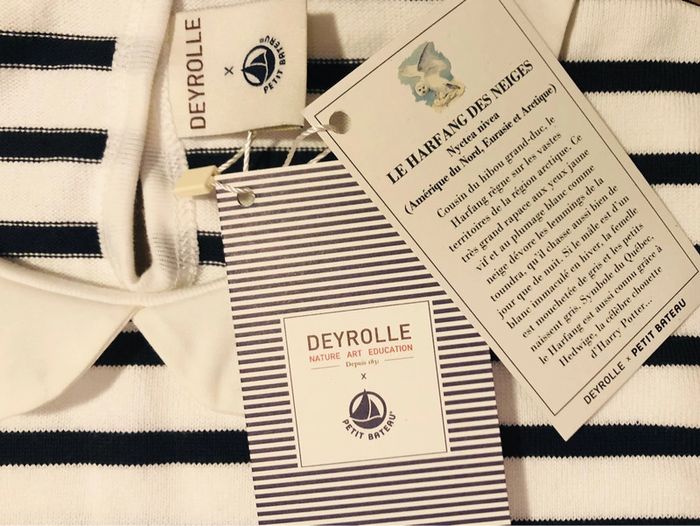 DEYROLLE
x
PETIT BATEAU
DEYROLLE
NATURE ART EDUCATION
Depuis 1831
x
PETIT BATEAU
LE HARFANG DES NEIGES
Nyctea nivea
(Amérique du Nord, Eurasie et Arctique)
Cousin du hibou grand-duc, le
Harfang règne sur les vastes
territoires de la région arctique. Ce
très grand rapace aux yeux jaune
vif et au plumage blanc comme
neige dévore les lemmings de la
toundra, qu'il chasse aussi bien de
jour que de nuit. Si le mâle est d'un
blanc immaculé en hiver, la femelle
est mouchetée de gris et les petits
naissent gris. Symbole du Québec,
le Harfang est aussi connu grâce à
Hedwige, la célèbre chouette
d'Harry Potter...
DEYROLLE x PETIT BATEAU